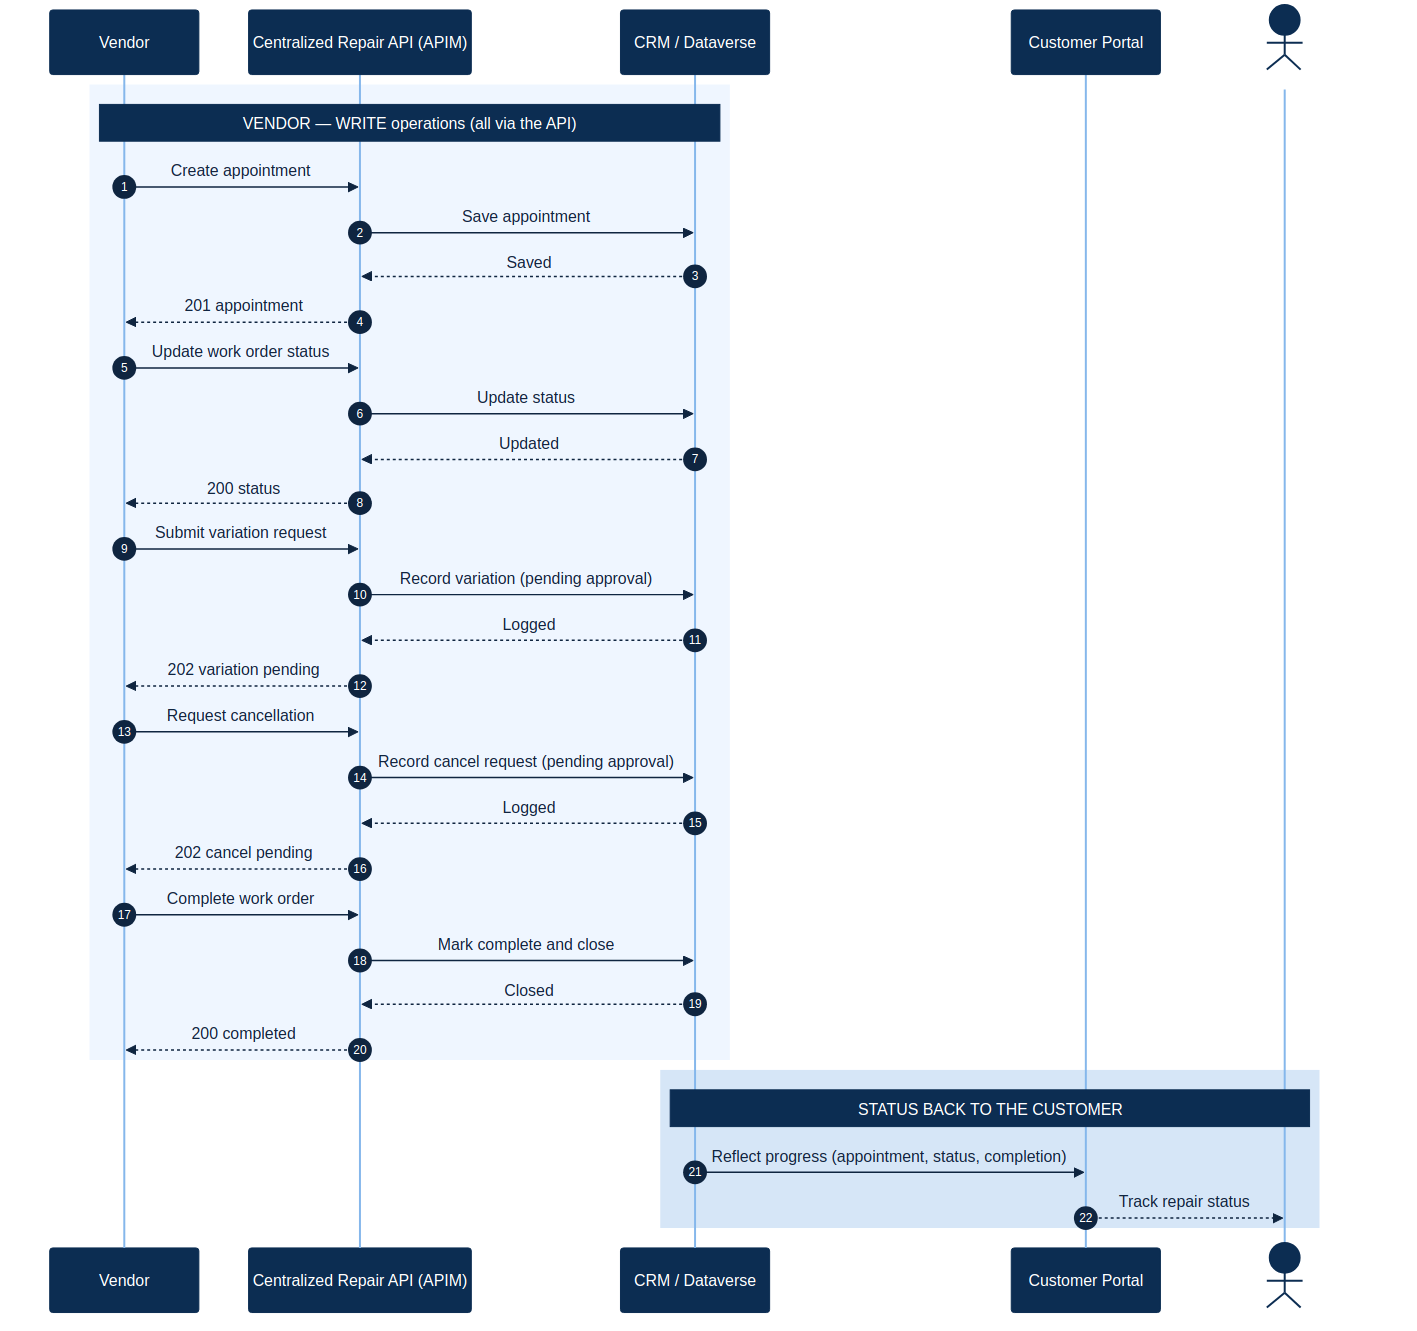 Vendor
Centralized Repair API (APIM)
CRM / Dataverse
Customer Portal
VENDOR — WRITE operations (all via the API)
Create appointment
1
Save appointment
2
Saved
3
201 appointment
4
Update work order status
5
Update status
6
Updated
7
200 status
8
Submit variation request
9
Record variation (pending approval)
10
Logged
11
202 variation pending
12
Request cancellation
13
Record cancel request (pending approval)
14
Logged
15
202 cancel pending
16
Complete work order
17
Mark complete and close
18
Closed
19
200 completed
20
STATUS BACK TO THE CUSTOMER
Reflect progress (appointment, status, completion)
21
Track repair status
22
Vendor
Centralized Repair API (APIM)
CRM / Dataverse
Customer Portal